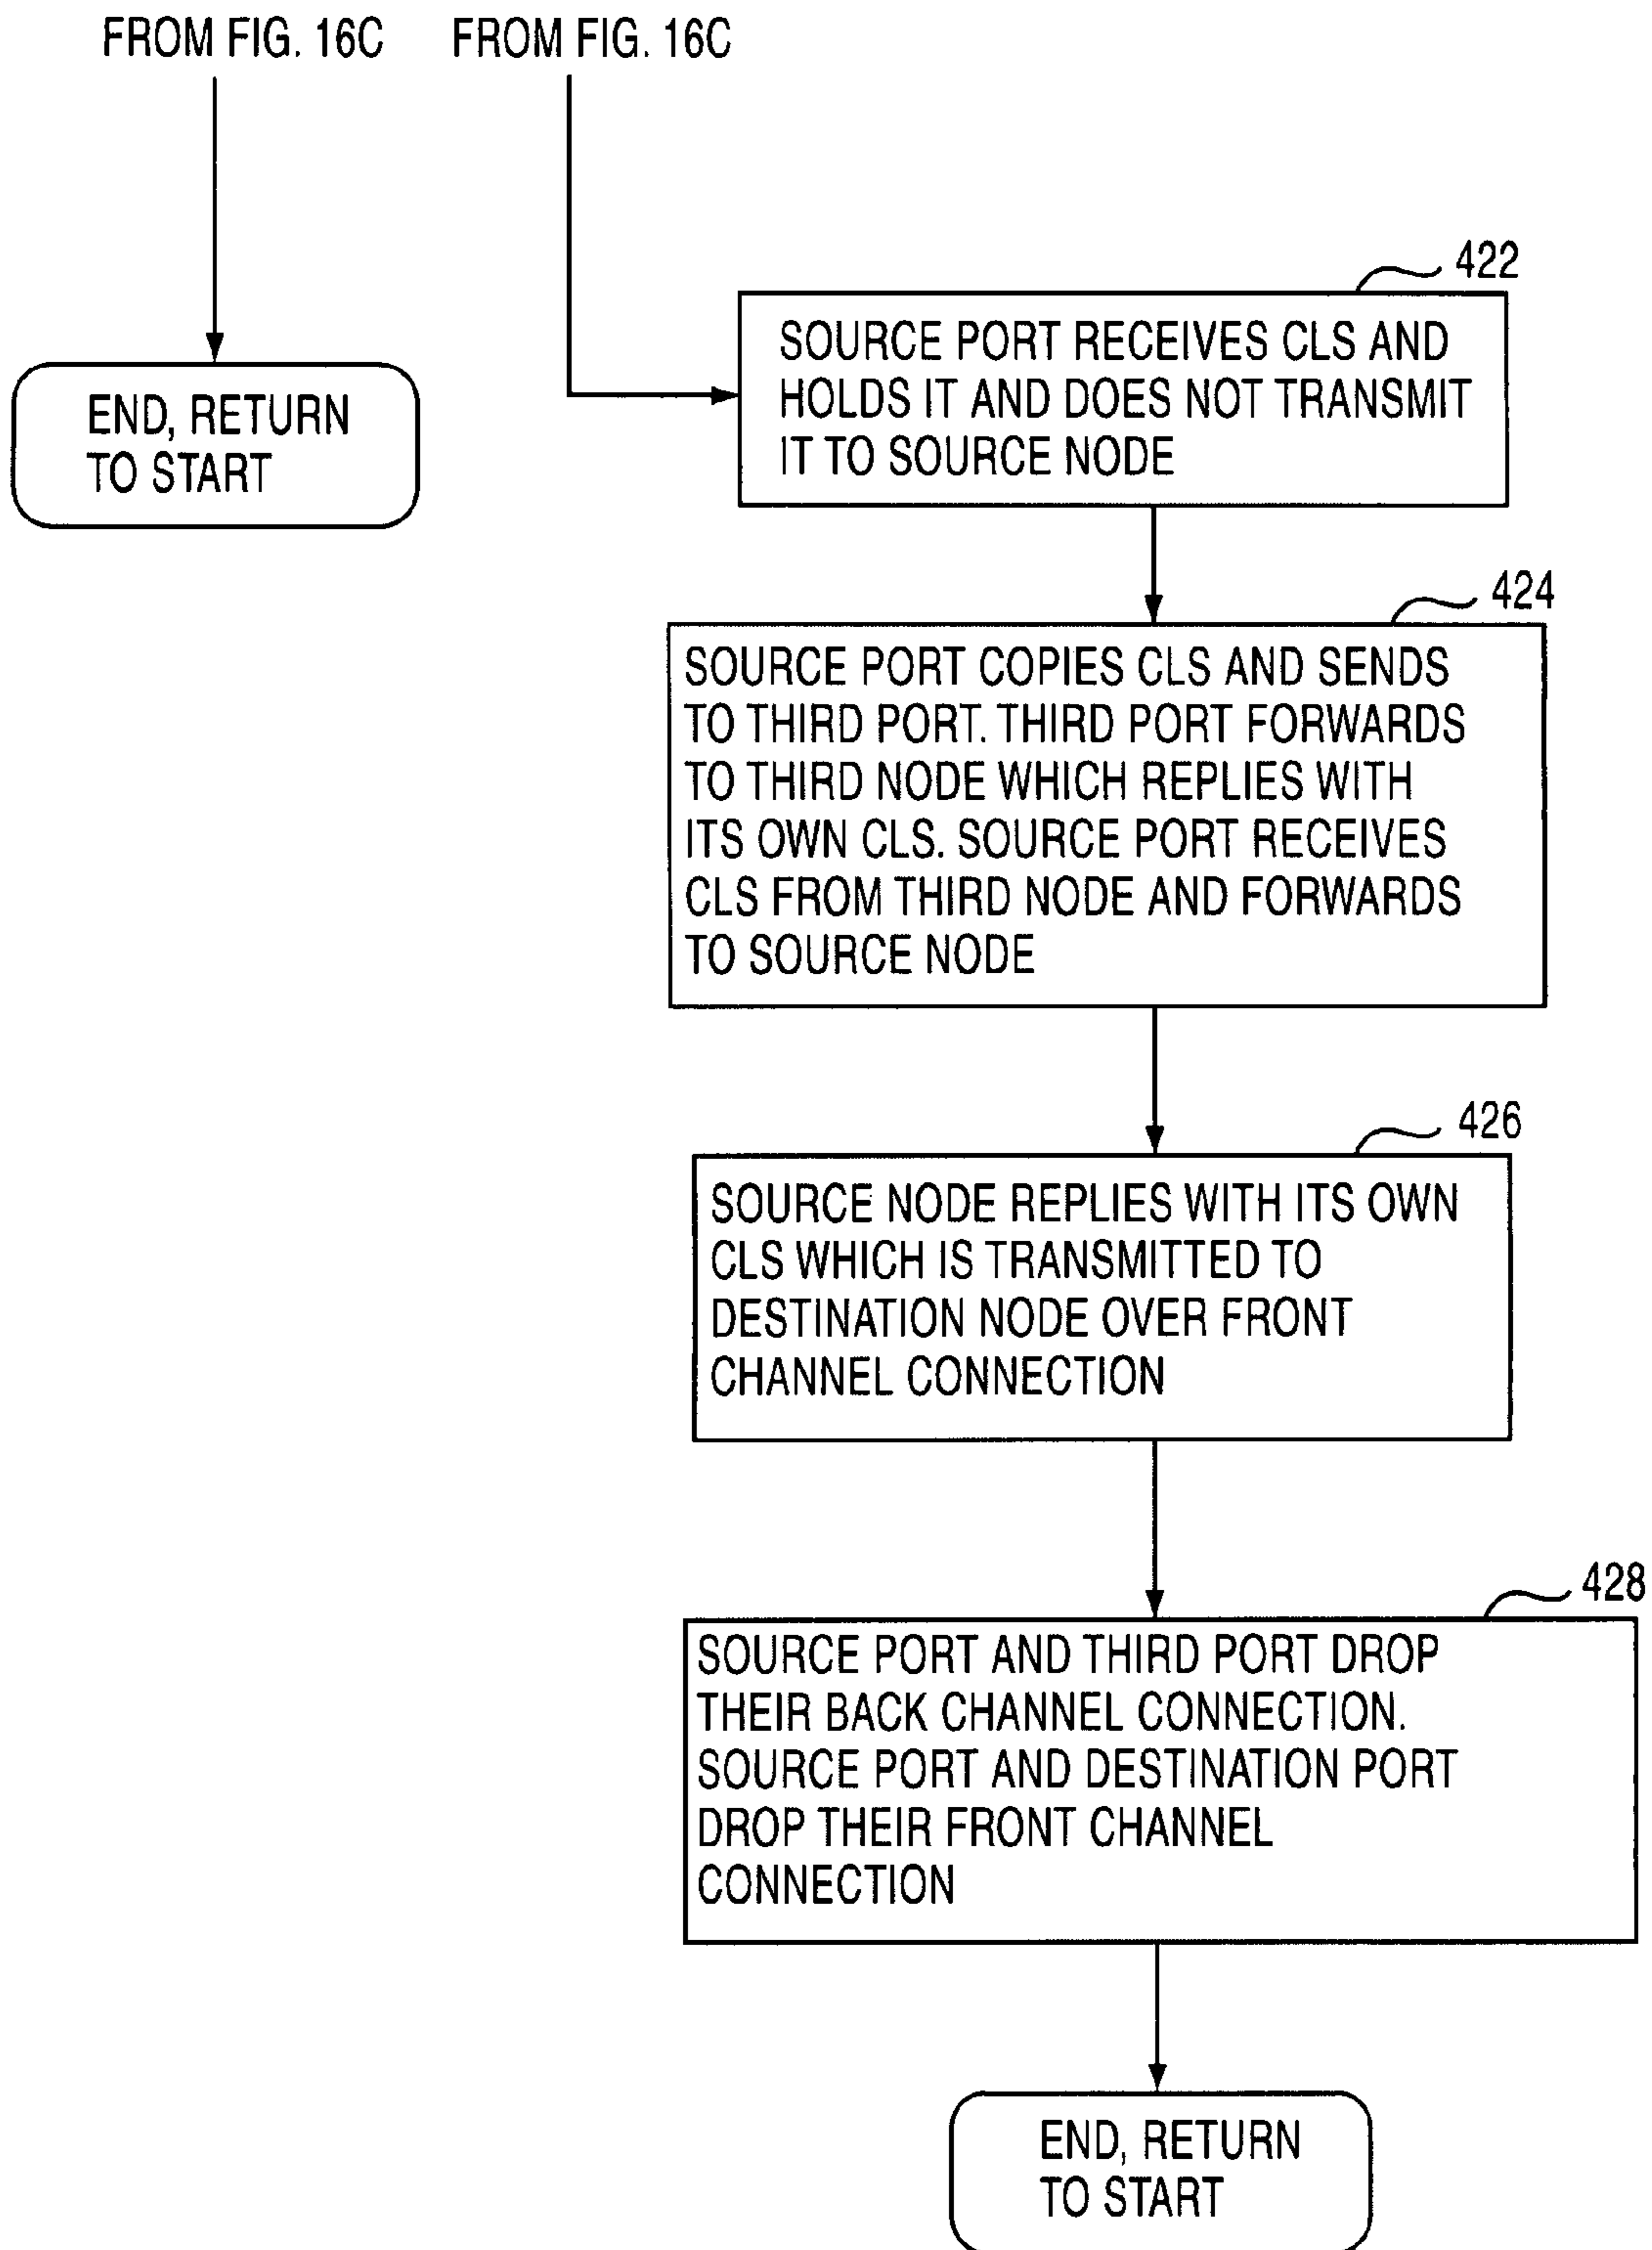 FROM FIG. 16C
FROM FIG. 16C
END, RETURN
TO START
422
SOURCE PORT RECEIVES CLS AND
HOLDS IT AND DOES NOT TRANSMIT
IT TO SOURCE NODE
424
SOURCE PORT COPIES CLS AND SENDS
TO THIRD PORT. THIRD PORT FORWARDS
TO THIRD NODE WHICH REPLIES WITH
ITS OWN CLS. SOURCE PORT RECEIVES
CLS FROM THIRD NODE AND FORWARDS
TO SOURCE NODE
426
SOURCE NODE REPLIES WITH ITS OWN
CLS WHICH IS TRANSMITTED TO
DESTINATION NODE OVER FRONT
CHANNEL CONNECTION
428
SOURCE PORT AND THIRD PORT DROP
THEIR BACK CHANNEL CONNECTION.
SOURCE PORT AND DESTINATION PORT
DROP THEIR FRONT CHANNEL
CONNECTION
END, RETURN
TO START